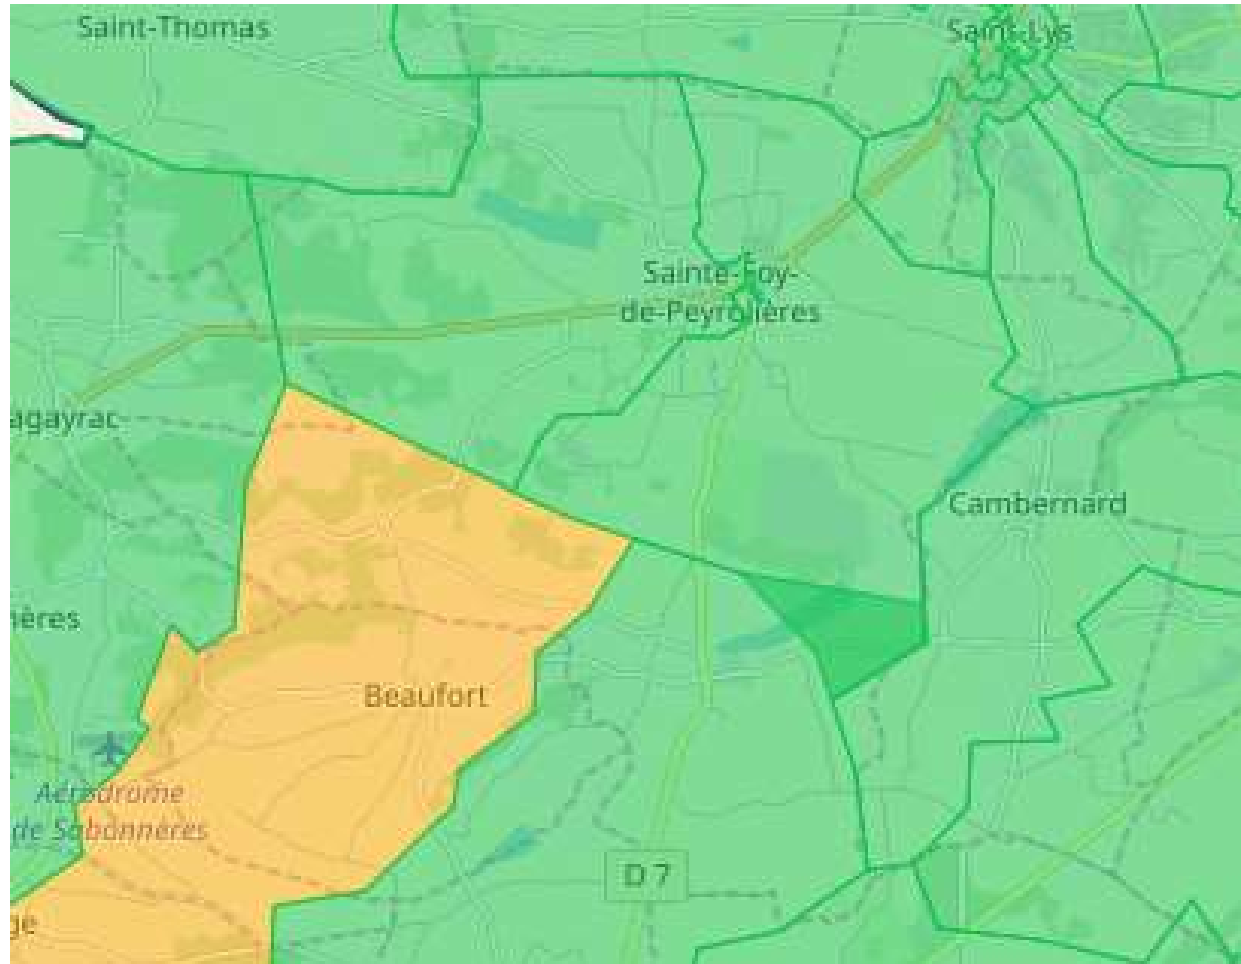 Saint-Thomas
Saint-Lys
Sainte-Foy-
de-Peyrolières
agayrac
Cambernard
ières
Beaufort
Aérodrome
de Sabonnères
D 7
ge